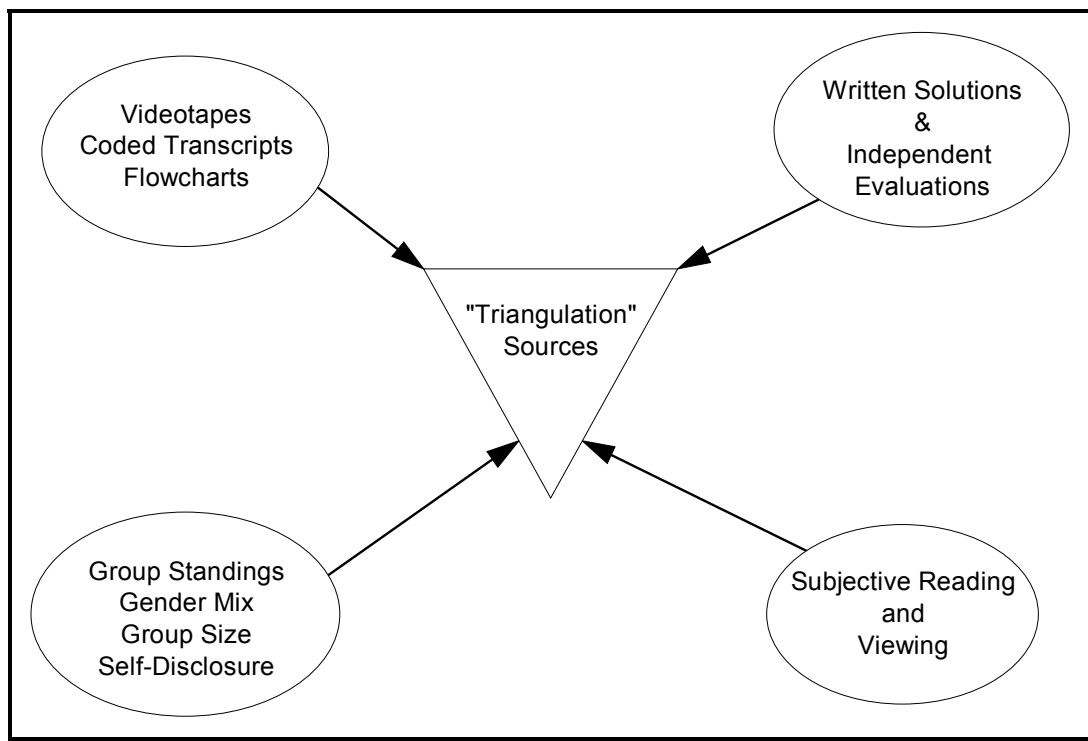 Videotapes
Coded Transcripts
Flowcharts
Written Solutions
&
Independent
Evaluations
"Triangulation"
Sources
Group Standings
Gender Mix
Group Size
Self-Disclosure
Subjective Reading
and
Viewing